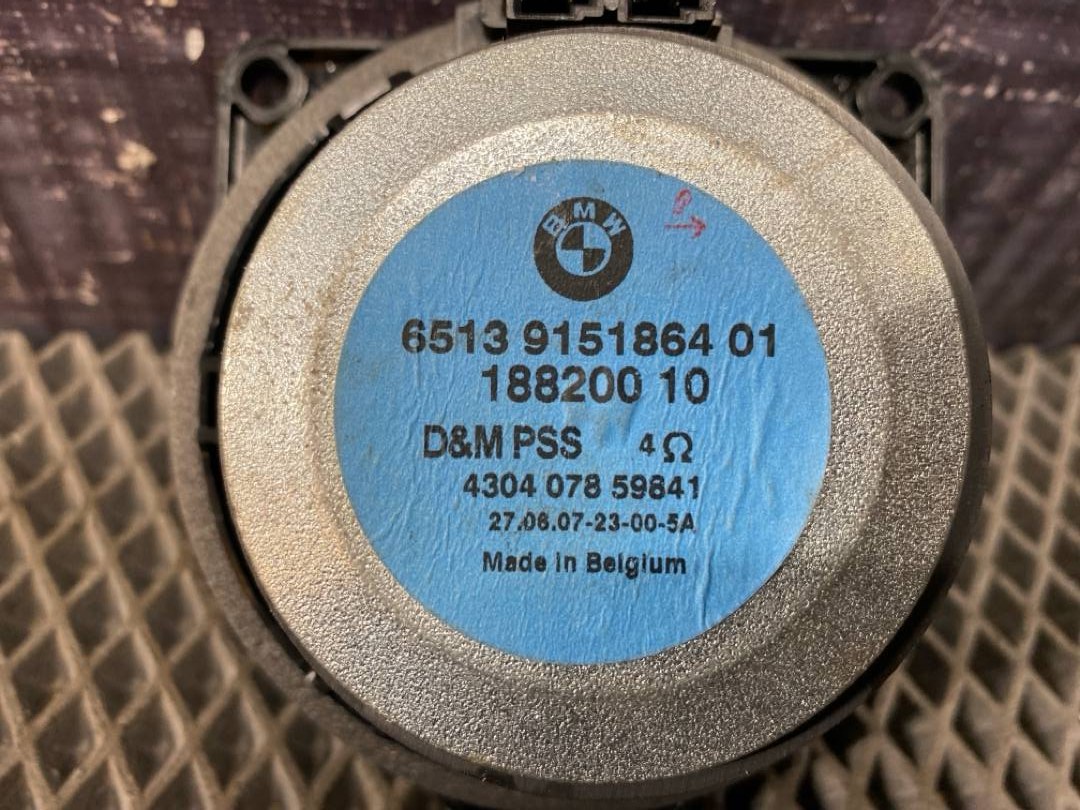 BMW
6513 9151864 01
188200 10
D&M PSS 4Ω
4304 078 59841
27.06.07-23-00-5A
Made in Belgium